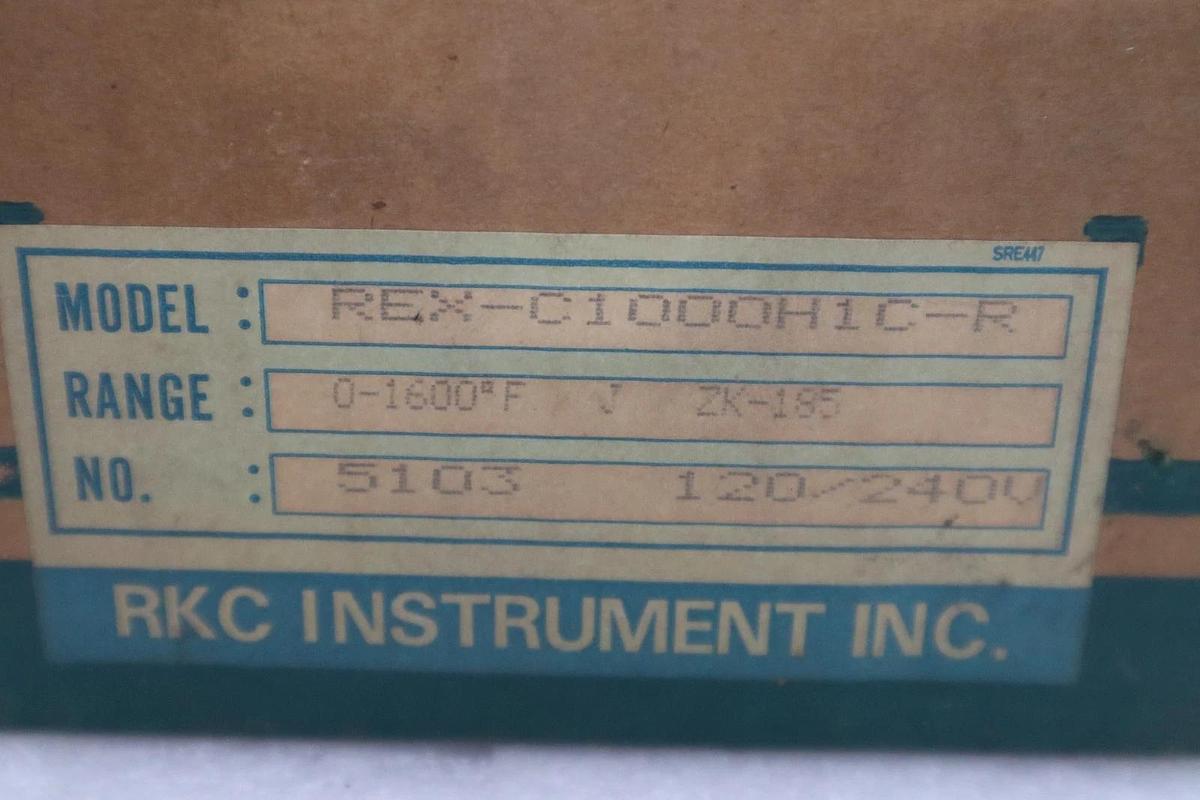 SRE447
MODEL : REX-C1000H1C-R
RANGE : 0-1600°F J ZK-185
NO. : 5103 120/240V
RKC INSTRUMENT INC.